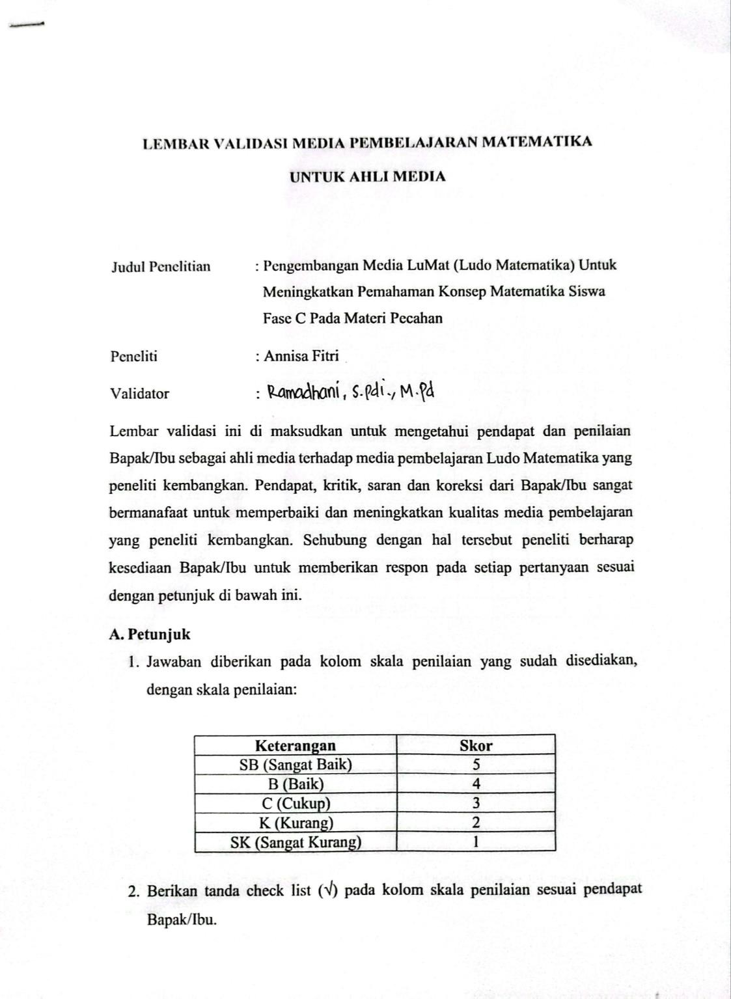 LEMBAR VALIDASI MEDIA PEMBELAJARAN MATEMATIKA
UNTUK AHLI MEDIA
Judul Penelitian : Pengembangan Media LuMat (Ludo Matematika) Untuk
Meningkatkan Pemahaman Konsep Matematika Siswa
Fase C Pada Materi Pecahan
Peneliti : Annisa Fitri
Validator : Ramadhani, S.Pdi., M.Pd
Lembar validasi ini di maksudkan untuk mengetahui pendapat dan penilaian
Bapak/Ibu sebagai ahli media terhadap media pembelajaran Ludo Matematika yang
peneliti kembangkan. Pendapat, kritik, saran dan koreksi dari Bapak/Ibu sangat
bermanafaat untuk memperbaiki dan meningkatkan kualitas media pembelajaran
yang peneliti kembangkan. Sehubung dengan hal tersebut peneliti berharap
kesediaan Bapak/Ibu untuk memberikan respon pada setiap pertanyaan sesuai
dengan petunjuk di bawah ini.
A. Petunjuk
1. Jawaban diberikan pada kolom skala penilaian yang sudah disediakan,
dengan skala penilaian:
Keterangan Skor
SB (Sangat Baik) 5
B (Baik) 4
C (Cukup) 3
K (Kurang) 2
SK (Sangat Kurang) 1
2. Berikan tanda check list (√) pada kolom skala penilaian sesuai pendapat
Bapak/Ibu.